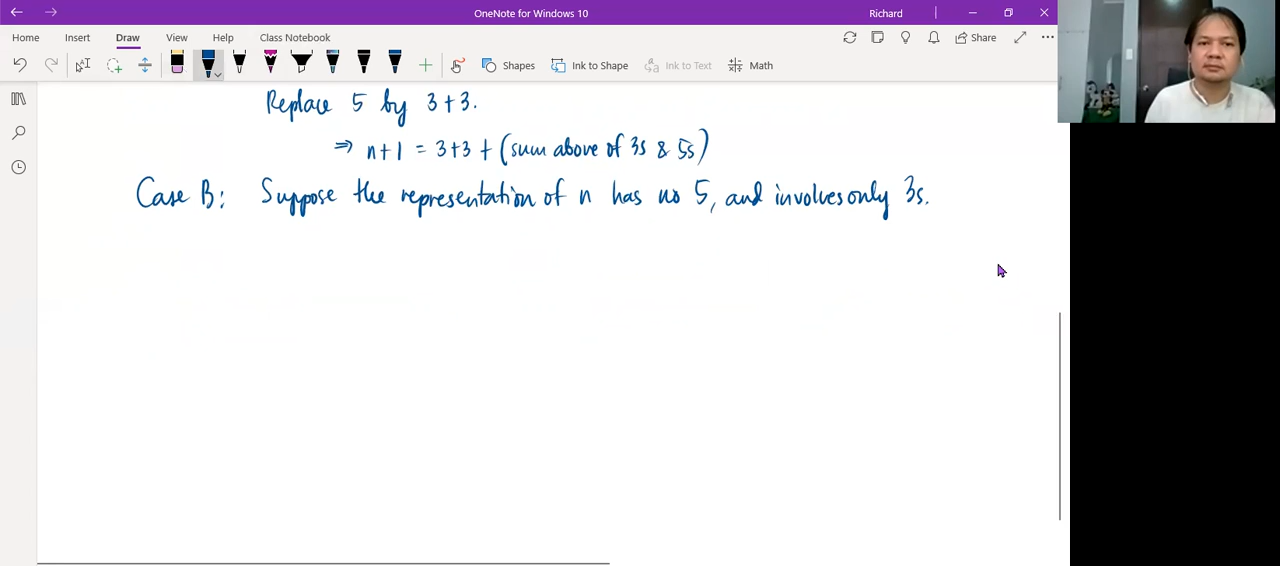 OneNote for Windows 10
Richard
Home Insert Draw View Help Class Notebook
Share
Shapes Ink to Shape Ink to Text Math
Replace 5 by 3+3.
⇒ n+1 = 3+3 + (sum above of 3s & 5s)
Case B: Suppose the representation of n has no 5, and involves only 3s.